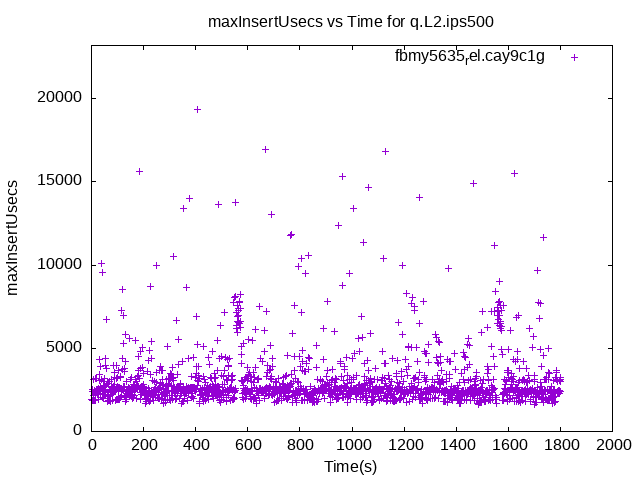 maxInsertUsecs vs Time for q.L2.ips500
fbmy5635rel.cay9c1g
20000
15000
10000
5000
0
maxInsertUsecs
0 200 400 600 800 1000 1200 1400 1600 1800 2000
Time(s)